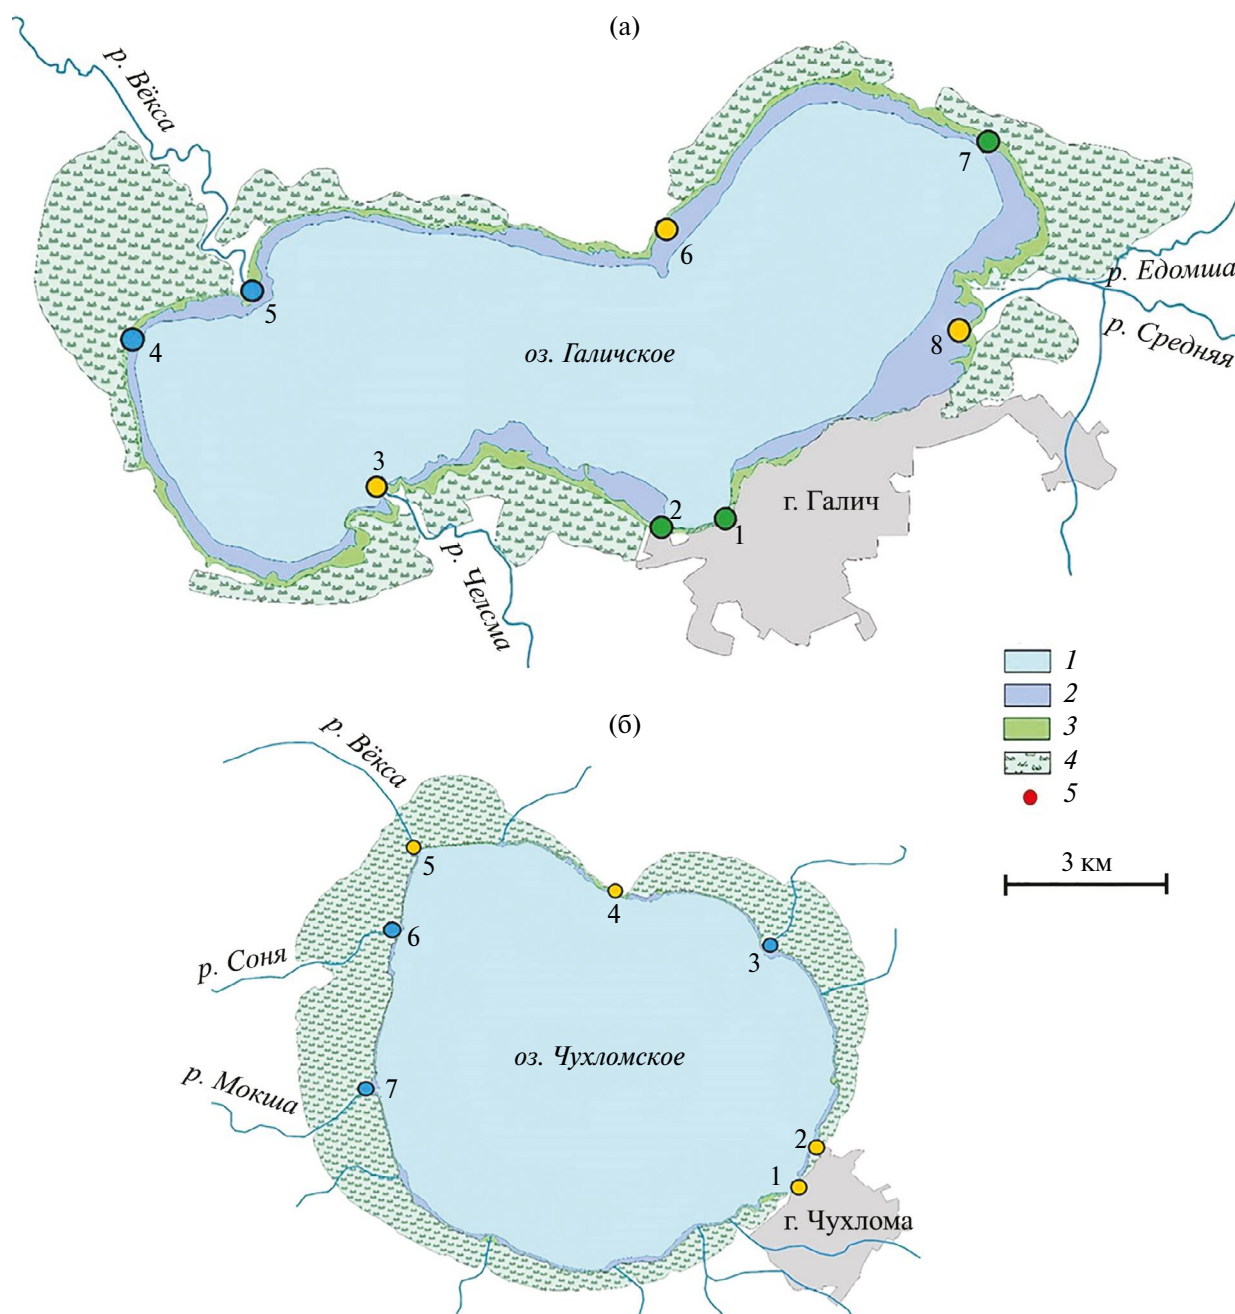 (а)
р. Вёкса
7
6
р. Едомша
5
р. Средняя
4
8
оз. Галичское
3
г. Галич
2
1
р. Челсма
1
2
3
4
5
3 км
(б)
р. Вёкса
5
4
6
3
р. Соня
оз. Чухломское
р. Мокша
7
2
1
г. Чухлома